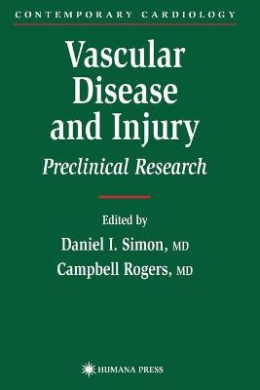 CONTEMPORARY CARDIOLOGY
Vascular
Disease
and Injury
Preclinical Research
Edited by
Daniel I. Simon, MD
Campbell Rogers, MD
HUMANA PRESS